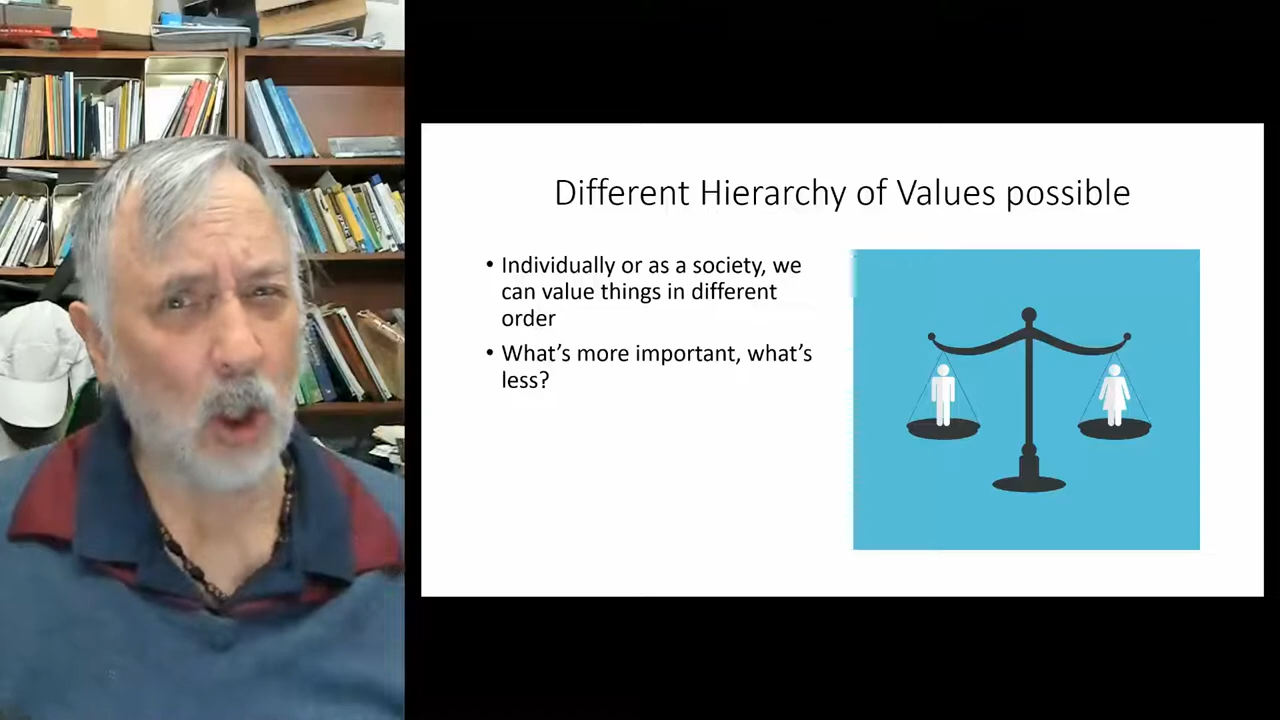 Different Hierarchy of Values possible
• Individually or as a society, we
can value things in different
order
• What’s more important, what’s
less?